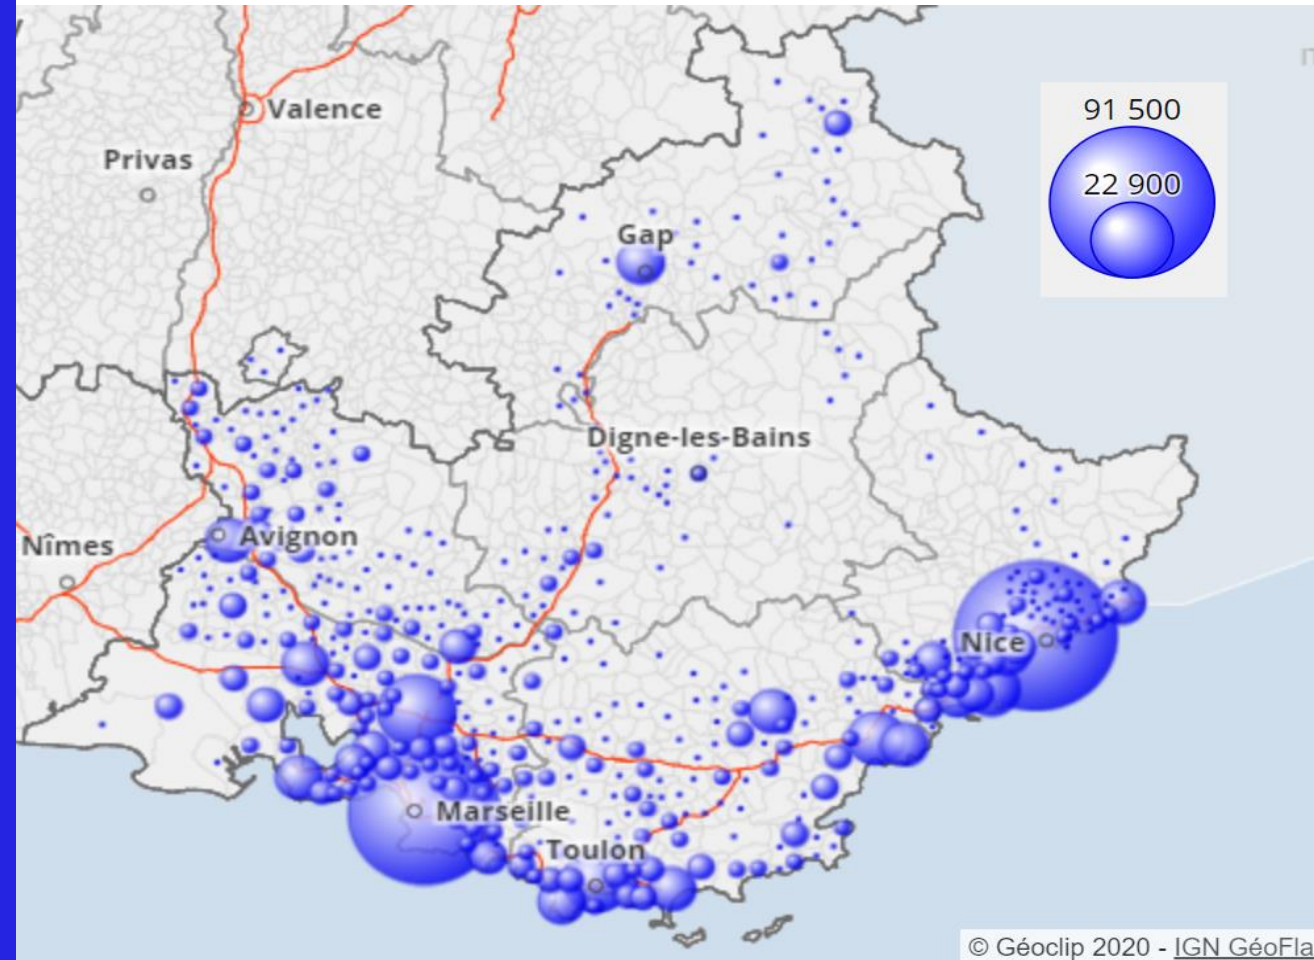 Valence
91 500
Privas
22 900
Gap
Digne-les-Bains
Avignon
Nîmes
Nice
Marseille
Toulon
© Géoclip 2020 - IGN GéoFla